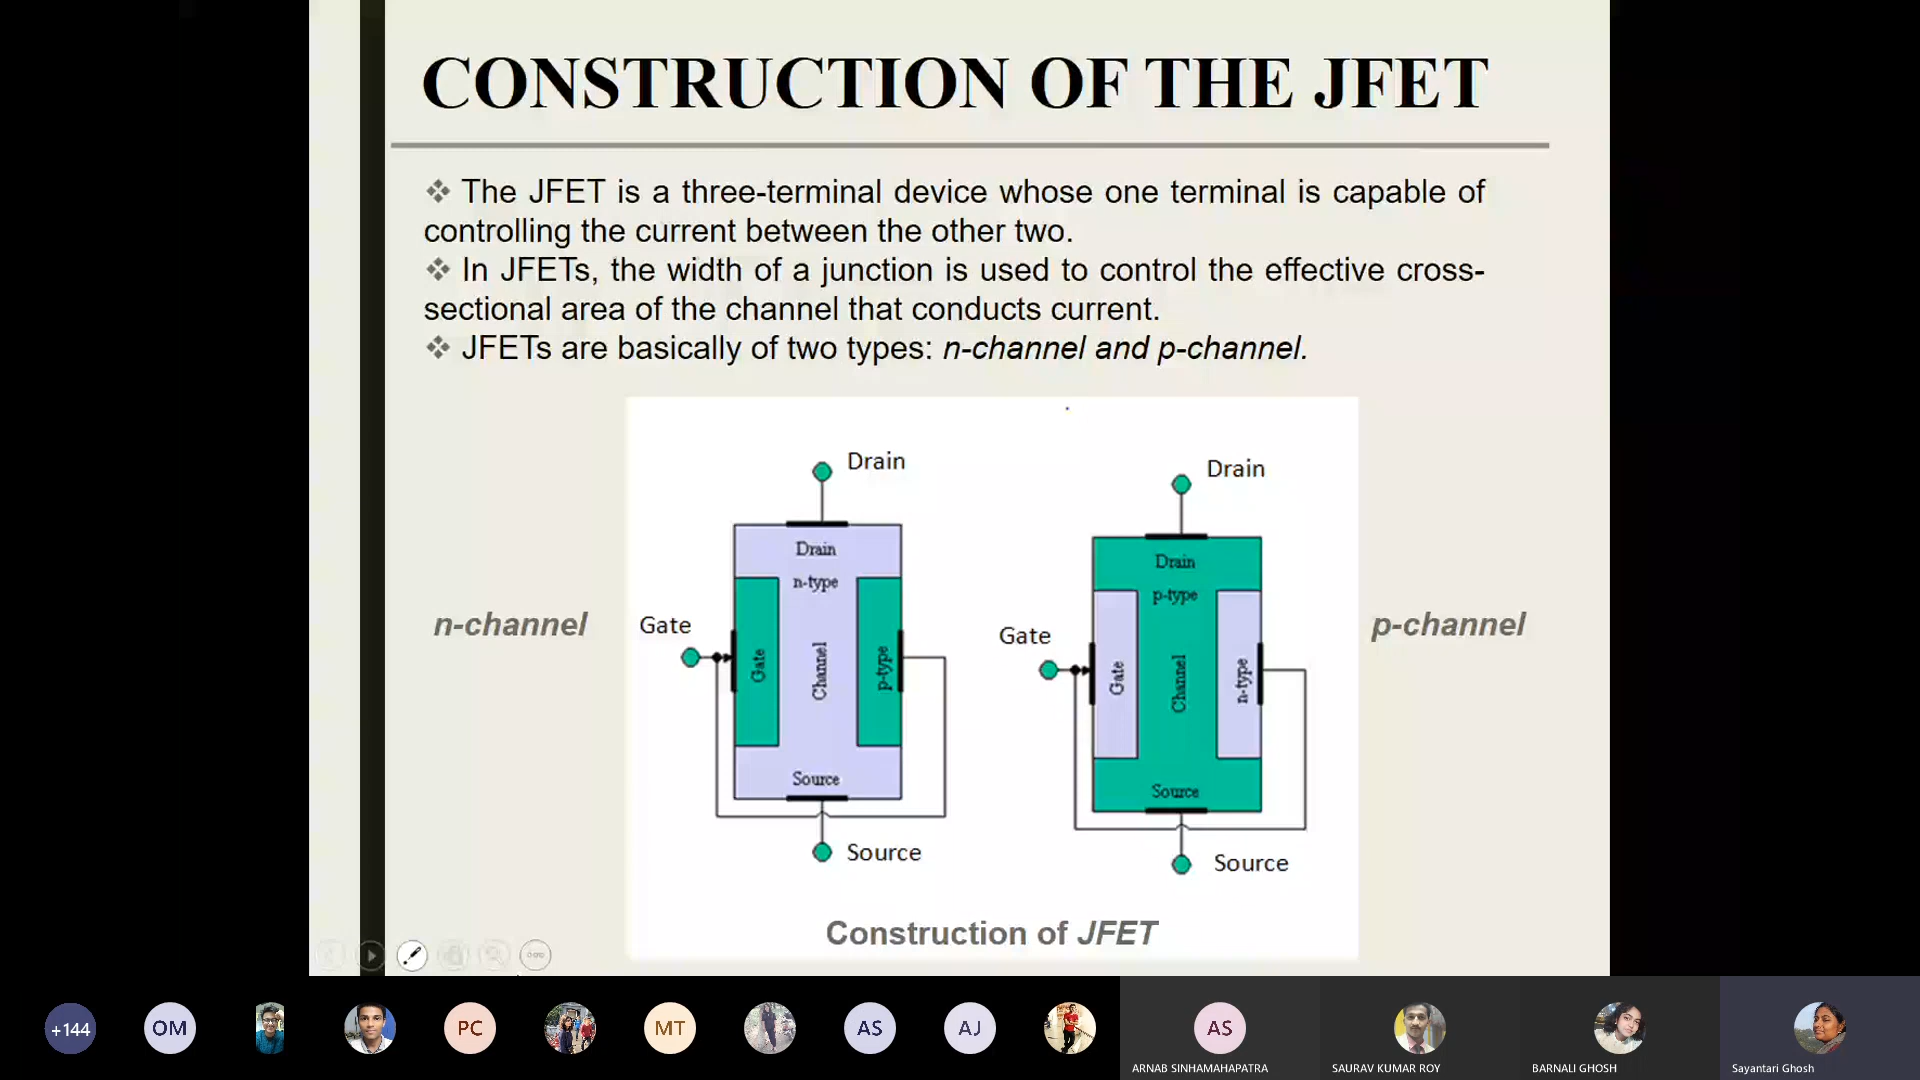 CONSTRUCTION OF THE JFET
❖ The JFET is a three-terminal device whose one terminal is capable of
controlling the current between the other two.
❖ In JFETs, the width of a junction is used to control the effective cross-
sectional area of the channel that conducts current.
❖ JFETs are basically of two types: n-channel and p-channel.
Drain
Drain
n-type
n-channel
Gate
Gate
Channel
p-type
Source
Source
Drain
Drain
p-type
Gate
Gate
Channel
n-type
p-channel
Source
Source
Construction of JFET
+144
OM
PC
MT
AS
AJ
AS
ARNAB SINHAMAHAPATRA
SAURAV KUMAR ROY
BARNALI GHOSH
Sayantari Ghosh